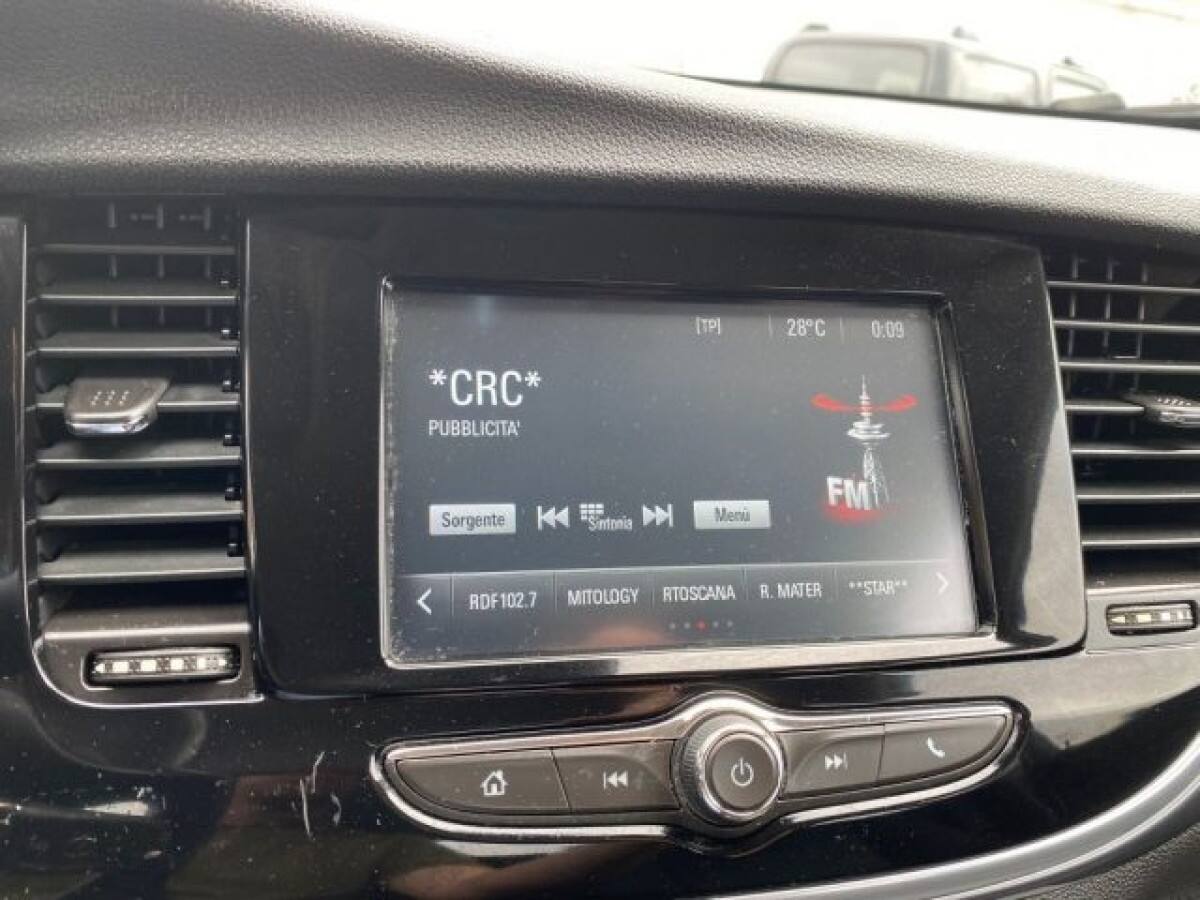 [TP] 28°C 0:09
*CRC*
PUBBLICITA'
FM
Sorgente Sintonia Menù
RDF102.7 MITOLOGY RTOSCANA R. MATER **STAR**